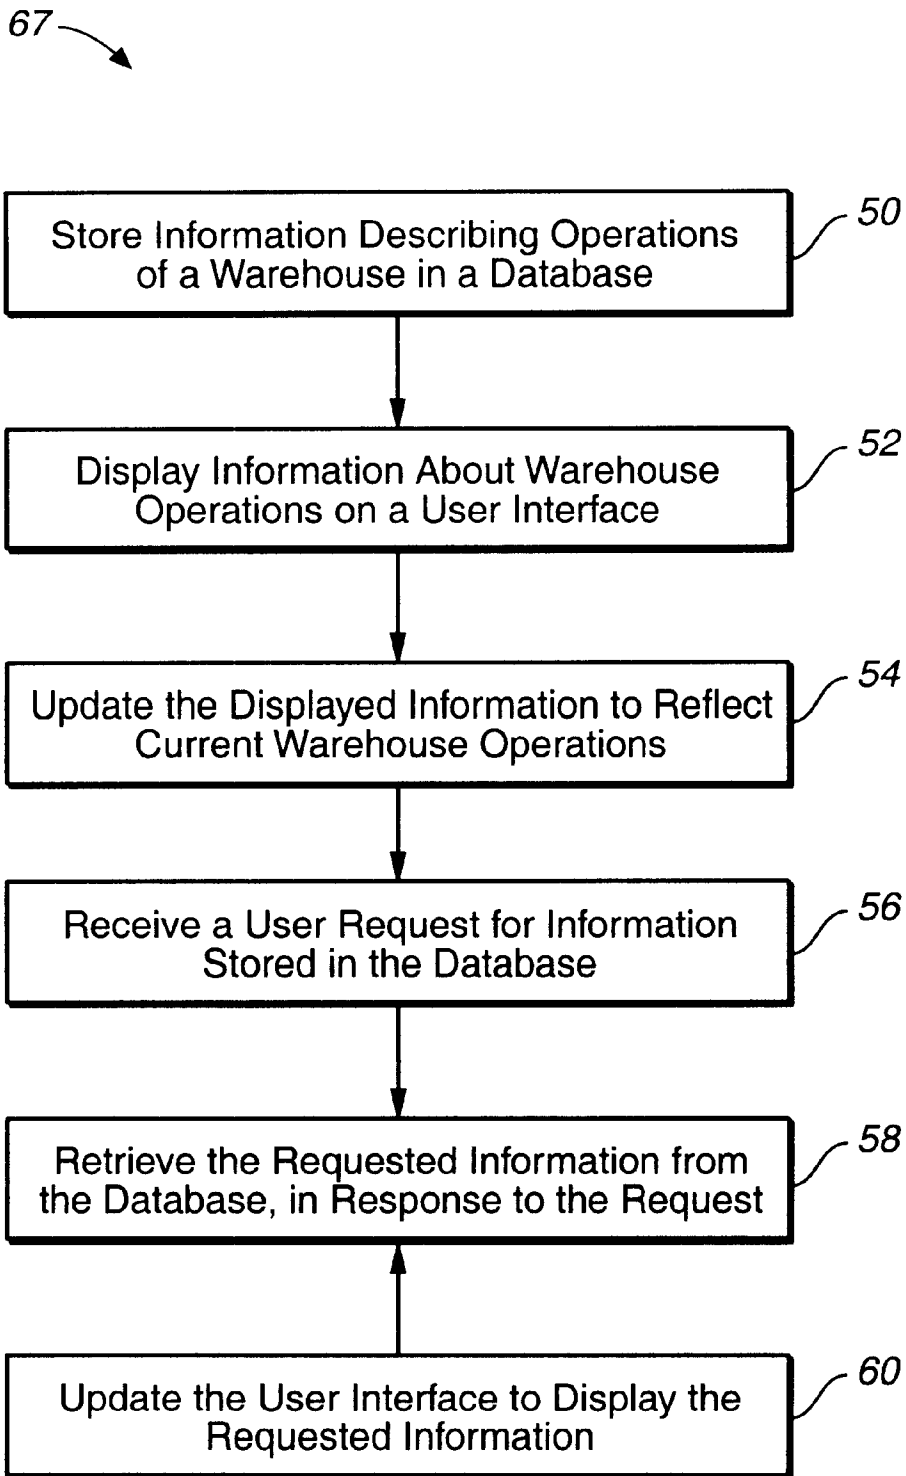 67
50
Store Information Describing Operations
of a Warehouse in a Database
52
Display Information About Warehouse
Operations on a User Interface
54
Update the Displayed Information to Reflect
Current Warehouse Operations
56
Receive a User Request for Information
Stored in the Database
58
Retrieve the Requested Information from
the Database, in Response to the Request
60
Update the User Interface to Display the
Requested Information